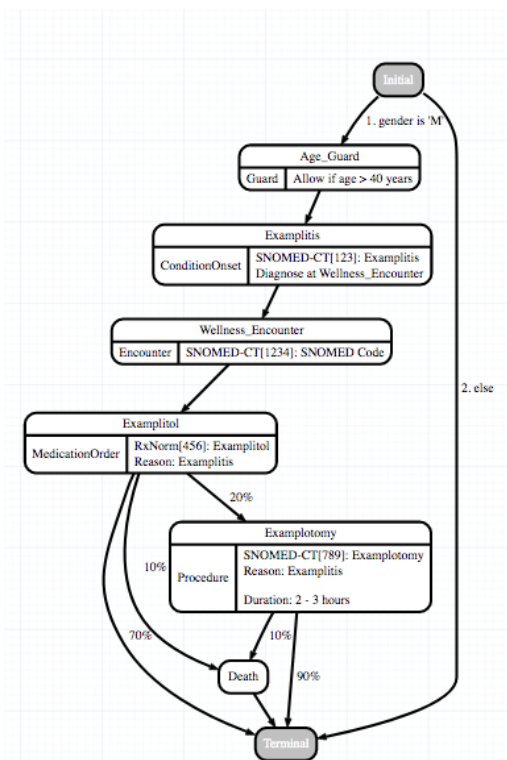 Initial
1. gender is 'M'
Age_Guard
Guard
Allow if age > 40 years
Examplitis
ConditionOnset
SNOMED-CT[123]: Examplitis
Diagnose at Wellness_Encounter
Wellness_Encounter
Encounter
SNOMED-CT[1234]: SNOMED Code
2. else
Examplitol
MedicationOrder
RxNorm[456]: Examplitol
Reason: Examplitis
20%
Examplotomy
Procedure
SNOMED-CT[789]: Examplotomy
Reason: Examplitis
Duration: 2 - 3 hours
10%
70%
10%
Death
90%
Terminal